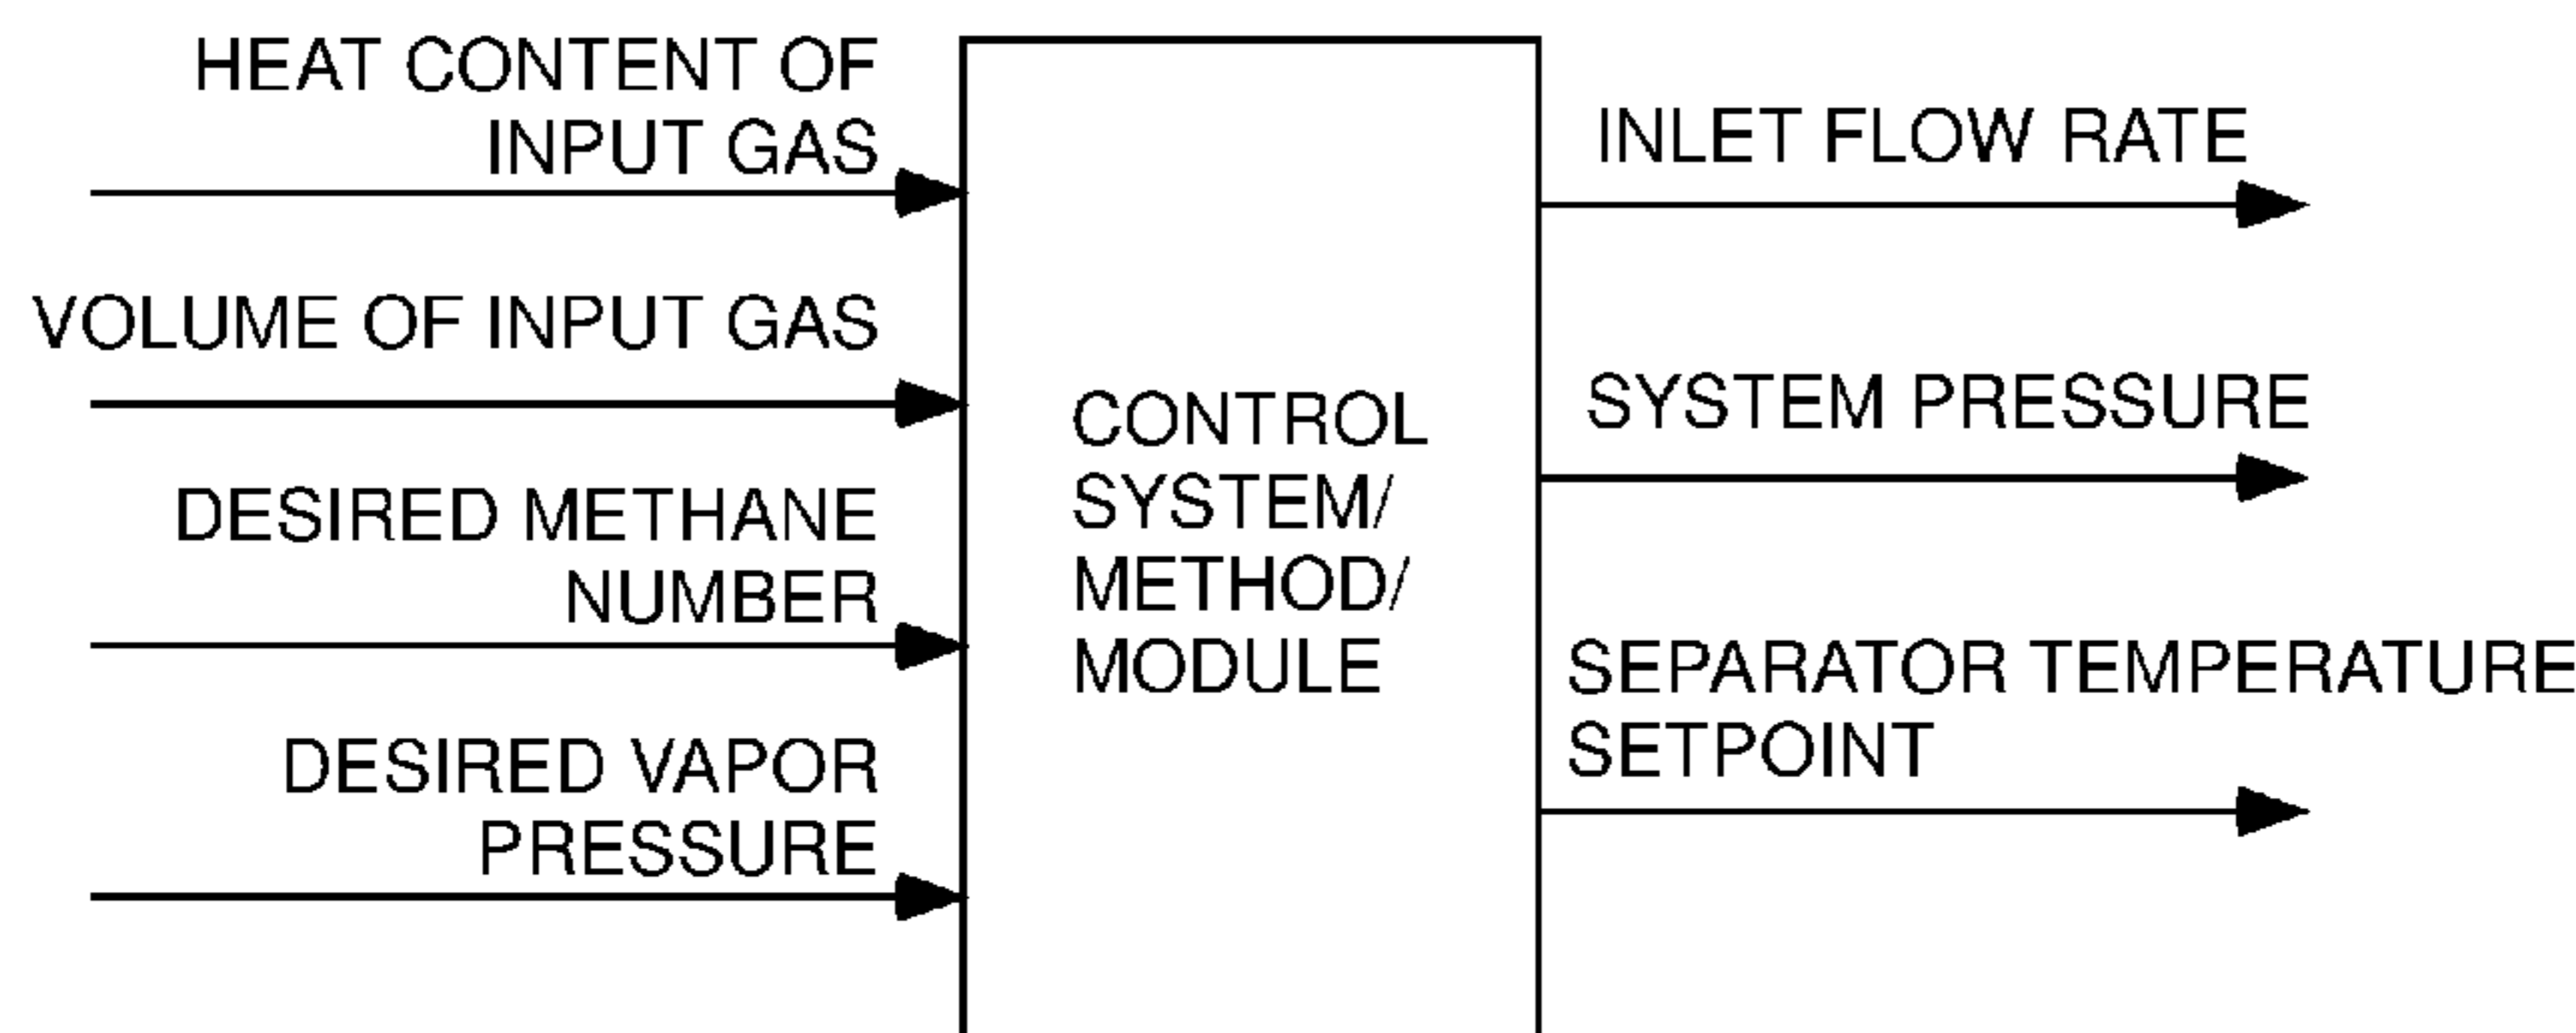 HEAT CONTENT OF
INPUT GAS
VOLUME OF INPUT GAS
DESIRED METHANE
NUMBER
DESIRED VAPOR
PRESSURE
CONTROL
SYSTEM/
METHOD/
MODULE
INLET FLOW RATE
SYSTEM PRESSURE
SEPARATOR TEMPERATURE
SETPOINT